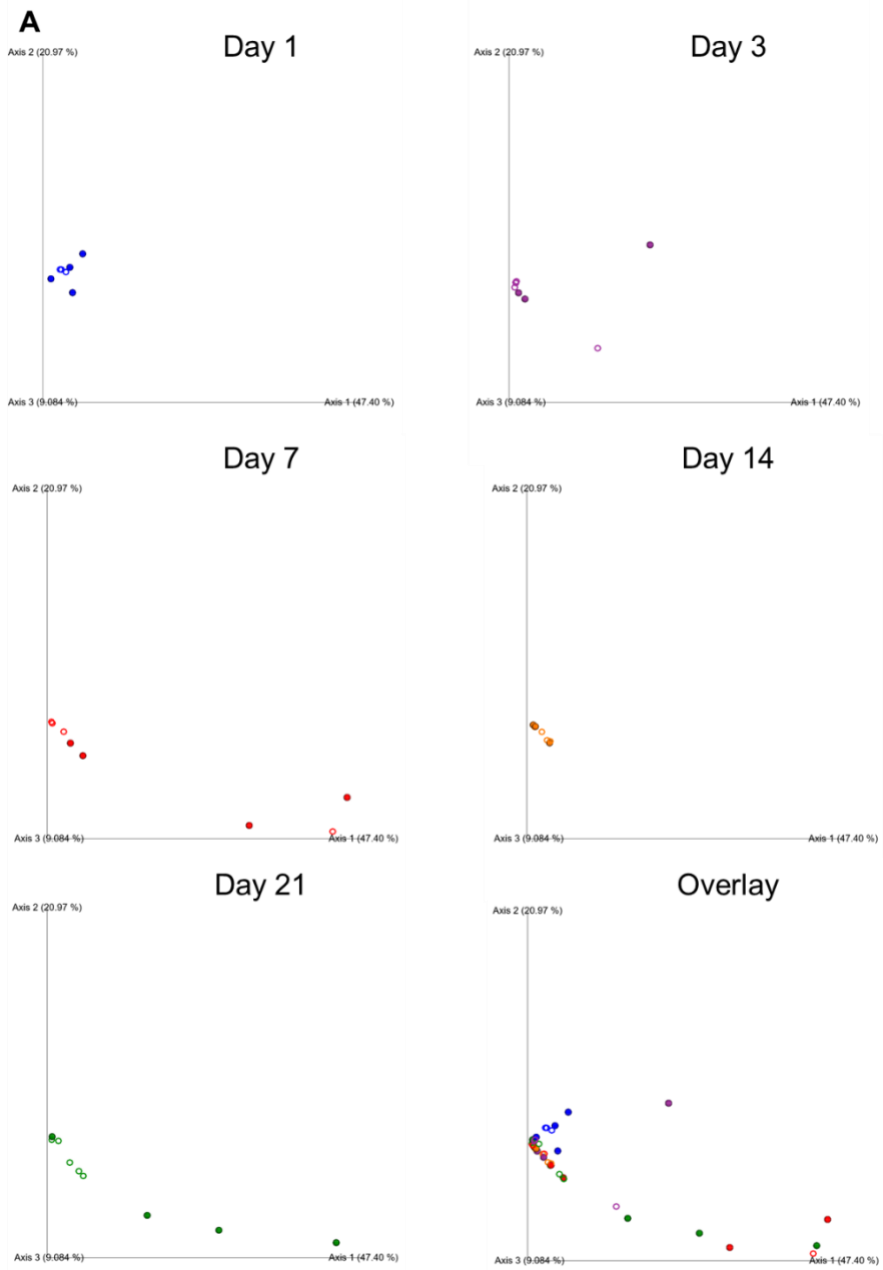 A
Day 1
Day 3
Axis 2 (20.97 %)
Axis 2 (20.97 %)
Axis 3 (9.084 %)
Axis 1 (47.40 %)
Axis 3 (9.084 %)
Axis 1 (47.40 %)
Day 7
Day 14
Axis 2 (20.97 %)
Axis 2 (20.97 %)
Axis 3 (9.084 %)
Axis 1 (47.40 %)
Axis 3 (9.084 %)
Axis 1 (47.40 %)
Day 21
Overlay
Axis 2 (20.97 %)
Axis 2 (20.97 %)
Axis 3 (9.084 %)
Axis 1 (47.40 %)
Axis 3 (9.084 %)
Axis 1 (47.40 %)